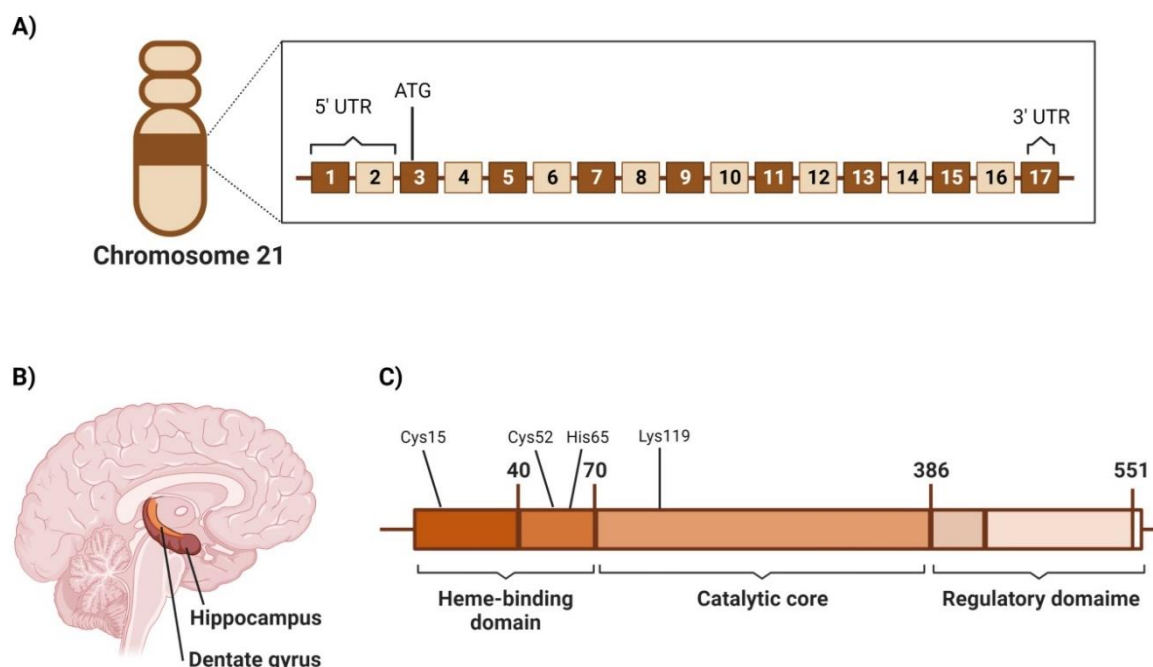 A)
5' UTR
ATG
3' UTR
1 2 3 4 5 6 7 8 9 10 11 12 13 14 15 16 17
Chromosome 21
B)
Hippocampus
Dentate gyrus
C)
Cys15 Cys52 His65 Lys119
40 70 386 551
Heme-binding
domain
Catalytic core
Regulatory domaime